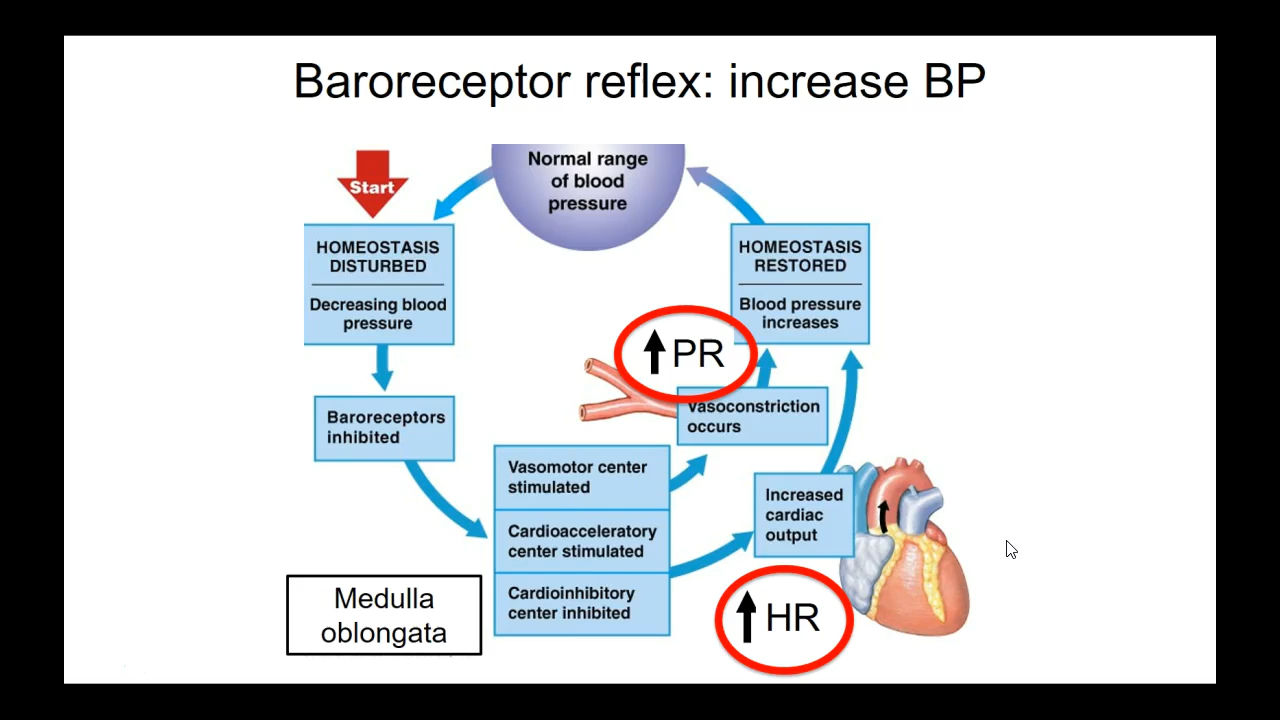 Baroreceptor reflex: increase BP
Normal range
of blood
pressure
Start
HOMEOSTASIS
DISTURBED
Decreasing blood
pressure
HOMEOSTASIS
RESTORED
Blood pressure
increases
PR
Baroreceptors
inhibited
Vasoconstriction
occurs
Vasomotor center
stimulated
Cardioacceleratory
center stimulated
Cardioinhibitory
center inhibited
Increased
cardiac
output
Medulla
oblongata
HR